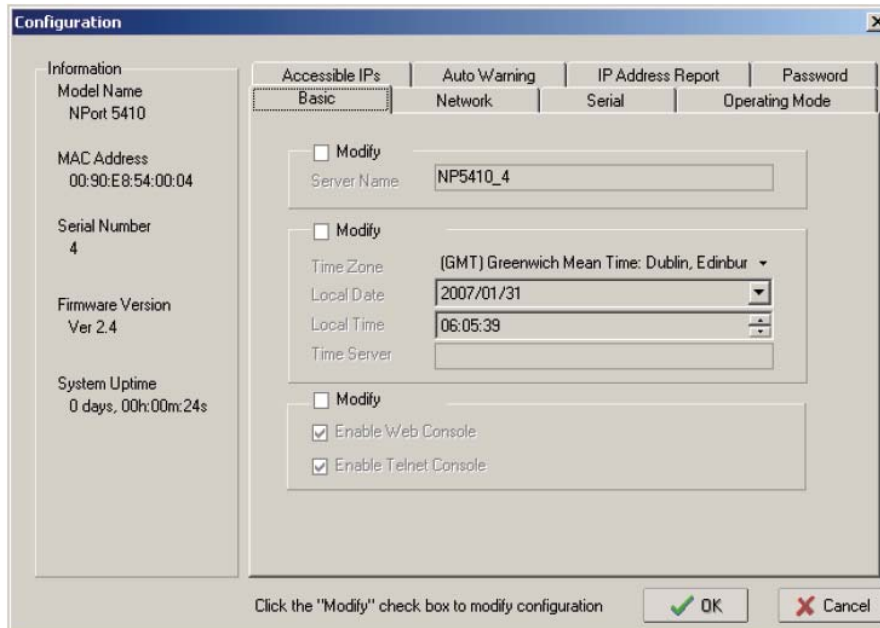 Configuration
Information
Model Name
NPort 5410
MAC Address
00:90:E8:54:00:04
Serial Number
4
Firmware Version
Ver 2.4
System Uptime
0 days, 00h:00m:24s
Accessible IPs
Auto Warning
IP Address Report
Password
Basic
Network
Serial
Operating Mode
Modify
Server Name
NP5410_4
Modify
Time Zone
(GMT) Greenwich Mean Time: Dublin, Edinbur
Local Date
2007/01/31
Local Time
06:05:39
Time Server
Modify
Enable Web Console
Enable Telnet Console
Click the "Modify" check box to modify configuration
OK
Cancel